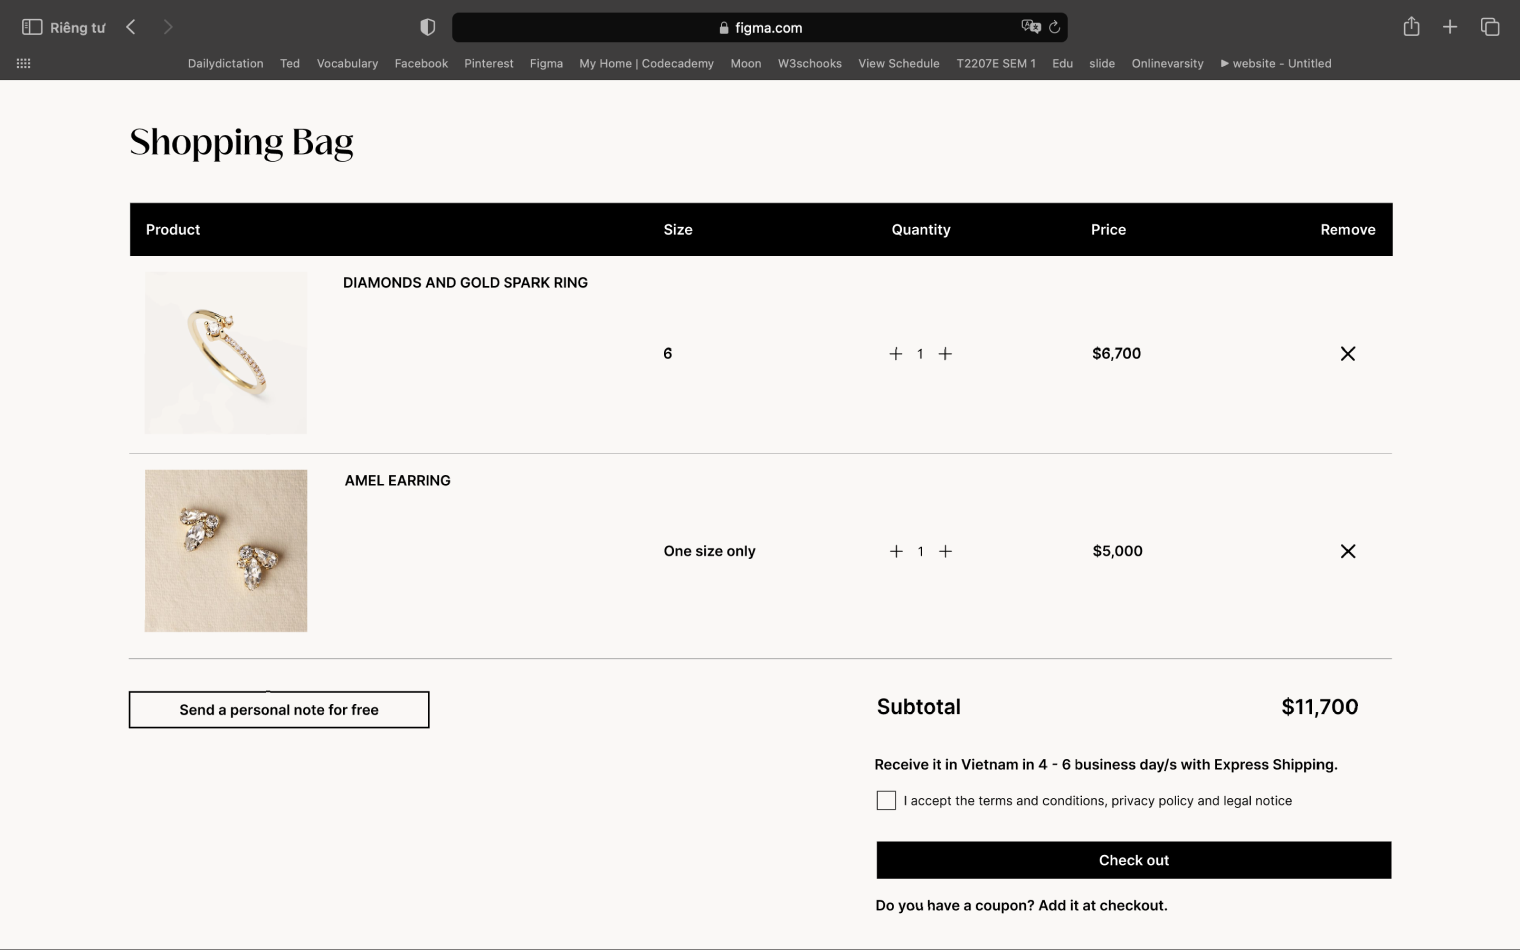 Riêng tư
figma.com
Dailydictation Ted Vocabulary Facebook Pinterest Figma My Home | Codecademy Moon W3schooks View Schedule T2207E SEM 1 Edu slide Onlinevarsity ▶ website - Untitled
Shopping Bag
Product Size Quantity Price Remove
DIAMONDS AND GOLD SPARK RING
6 + 1 + $6,700
AMEL EARRING
One size only + 1 + $5,000
Send a personal note for free
Subtotal $11,700
Receive it in Vietnam in 4 - 6 business day/s with Express Shipping.
I accept the terms and conditions, privacy policy and legal notice
Check out
Do you have a coupon? Add it at checkout.